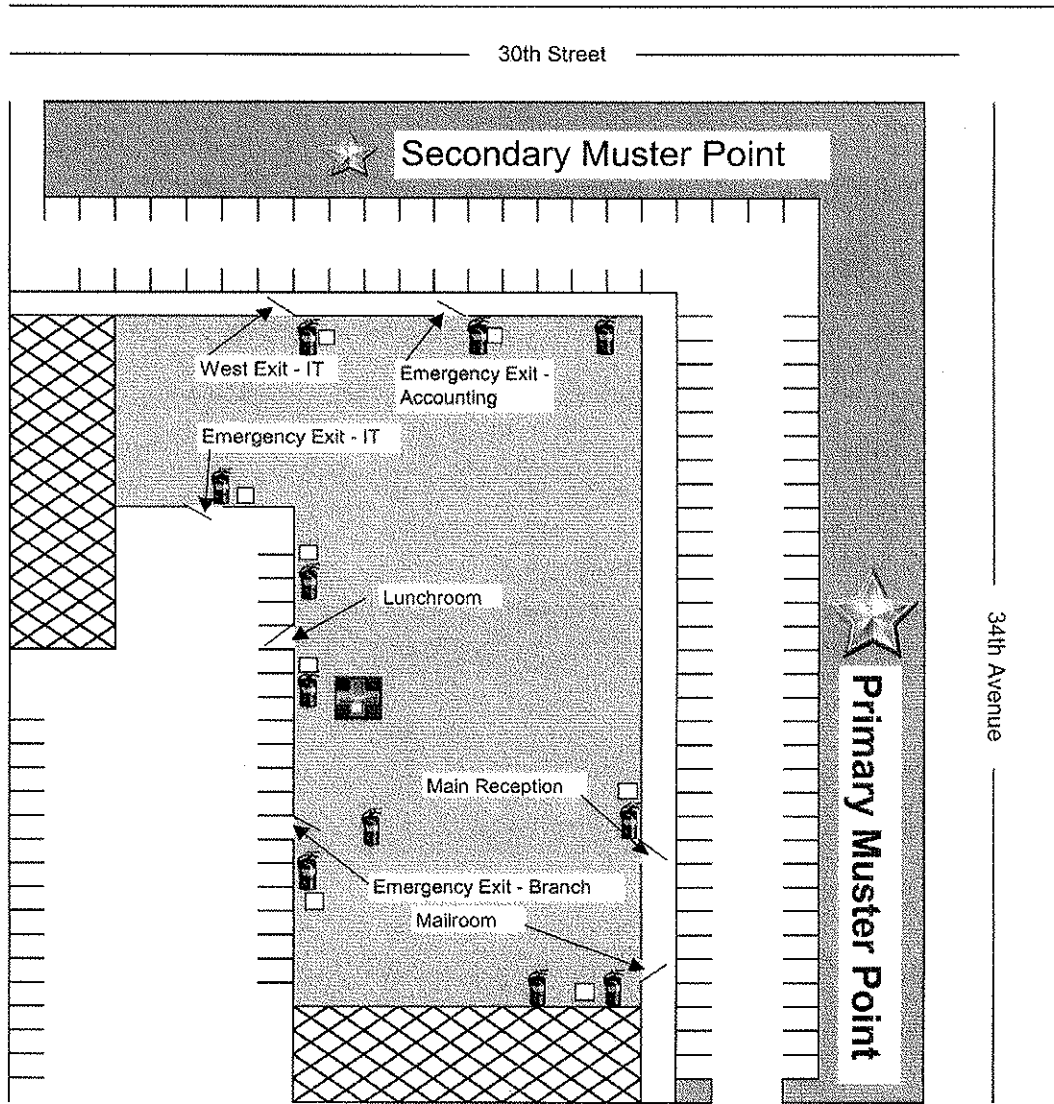 30th Street
Secondary Muster Point
West Exit - IT
Emergency Exit -
Accounting
Emergency Exit - IT
Lunchroom
34th Avenue
Primary Muster Point
Main Reception
Emergency Exit - Branch
Mailroom